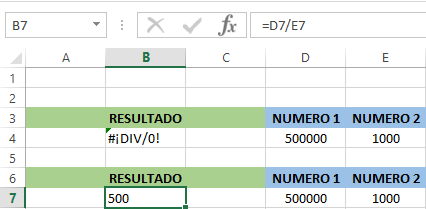 B7 fx =D7/E7
A B C D E
1
2
3 RESULTADO NUMERO 1 NUMERO 2
4 #¡DIV/0! 500000 1000
5
6 RESULTADO NUMERO 1 NUMERO 2
7 500 500000 1000